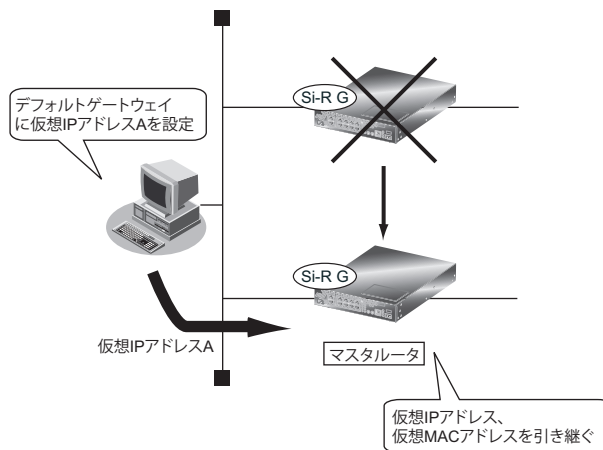 Si-R G
デフォルトゲートウェイ
に仮想IPアドレスAを設定
Si-R G
仮想IPアドレスA
マスタルータ
仮想IPアドレス、
仮想MACアドレスを引き継ぐ